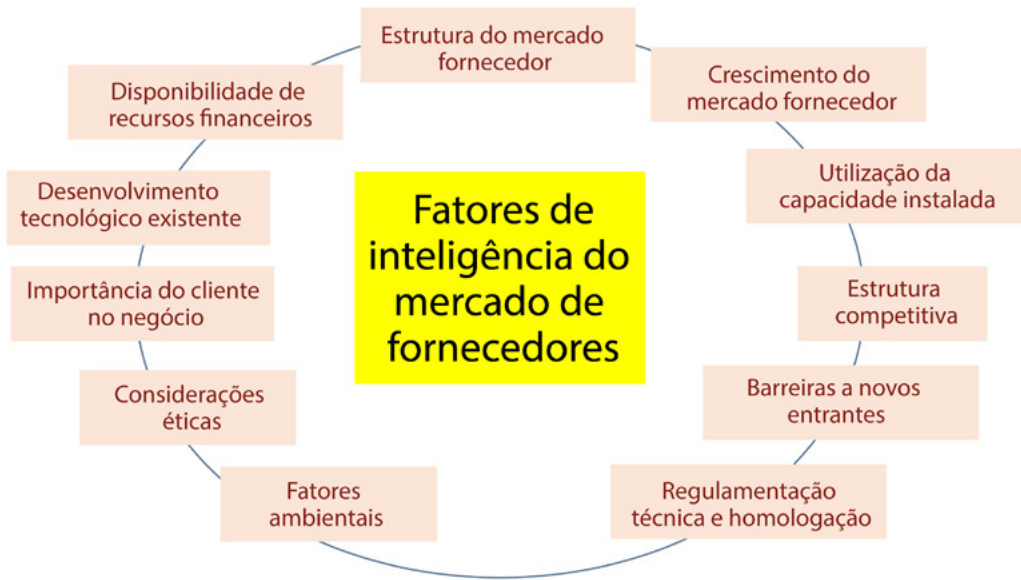 Estrutura do mercado
fornecedor
Crescimento do
mercado fornecedor
Utilização da
capacidade instalada
Estrutura
competitiva
Barreiras a novos
entrantes
Regulamentação
técnica e homologação
Fatores
ambientais
Considerações
éticas
Importância do cliente
no negócio
Desenvolvimento
tecnológico existente
Disponibilidade de
recursos financeiros
Fatores de
inteligência do
mercado de
fornecedores